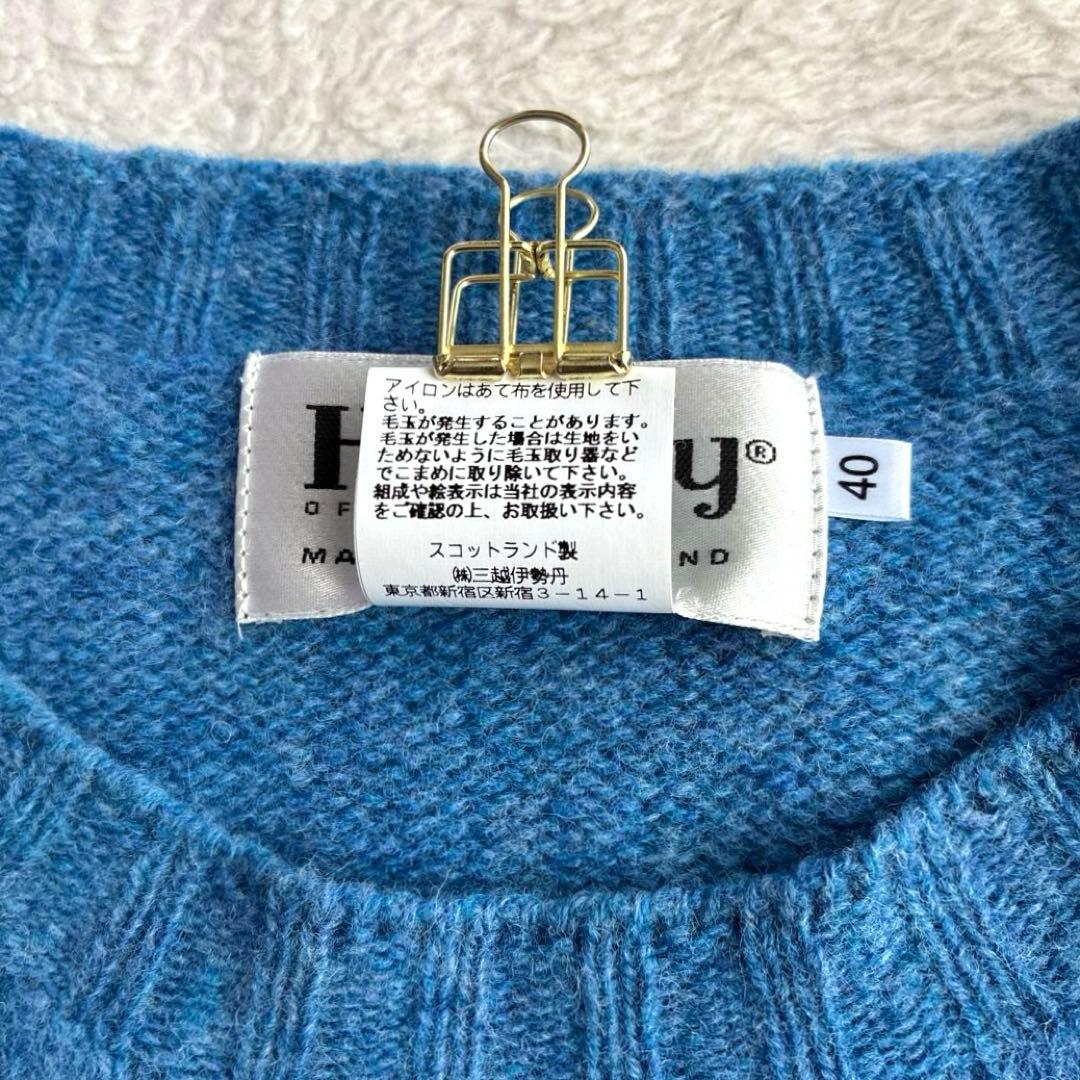 アイロンはあて布を使用して下
さい。
毛玉が発生することがあります。
毛玉が発生した場合は生地をい
ためないように毛玉取り器など
でこまめに取り除いて下さい。
組成や絵表示は当社の表示内容
をご確認の上、お取扱い下さい。
スコットランド製
㈱三越伊勢丹
東京都新宿区新宿3-14-1
H y®
OF
MA ND
40